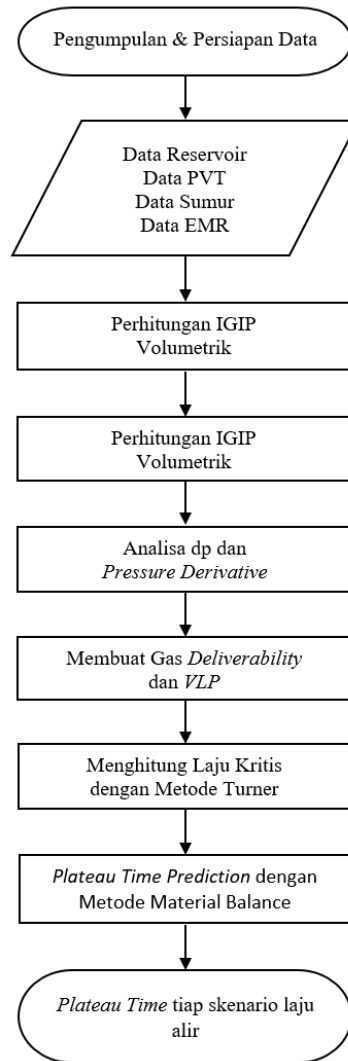 Pengumpulan & Persiapan Data
Data Reservoir
Data PVT
Data Sumur
Data EMR
Perhitungan IGIP
Volumetrik
Perhitungan IGIP
Volumetrik
Analisa dp dan
Pressure Derivative
Membuat Gas Deliverability
dan VLP
Menghitung Laju Kritis
dengan Metode Turner
Plateau Time Prediction dengan
Metode Material Balance
Plateau Time tiap skenario laju
alir